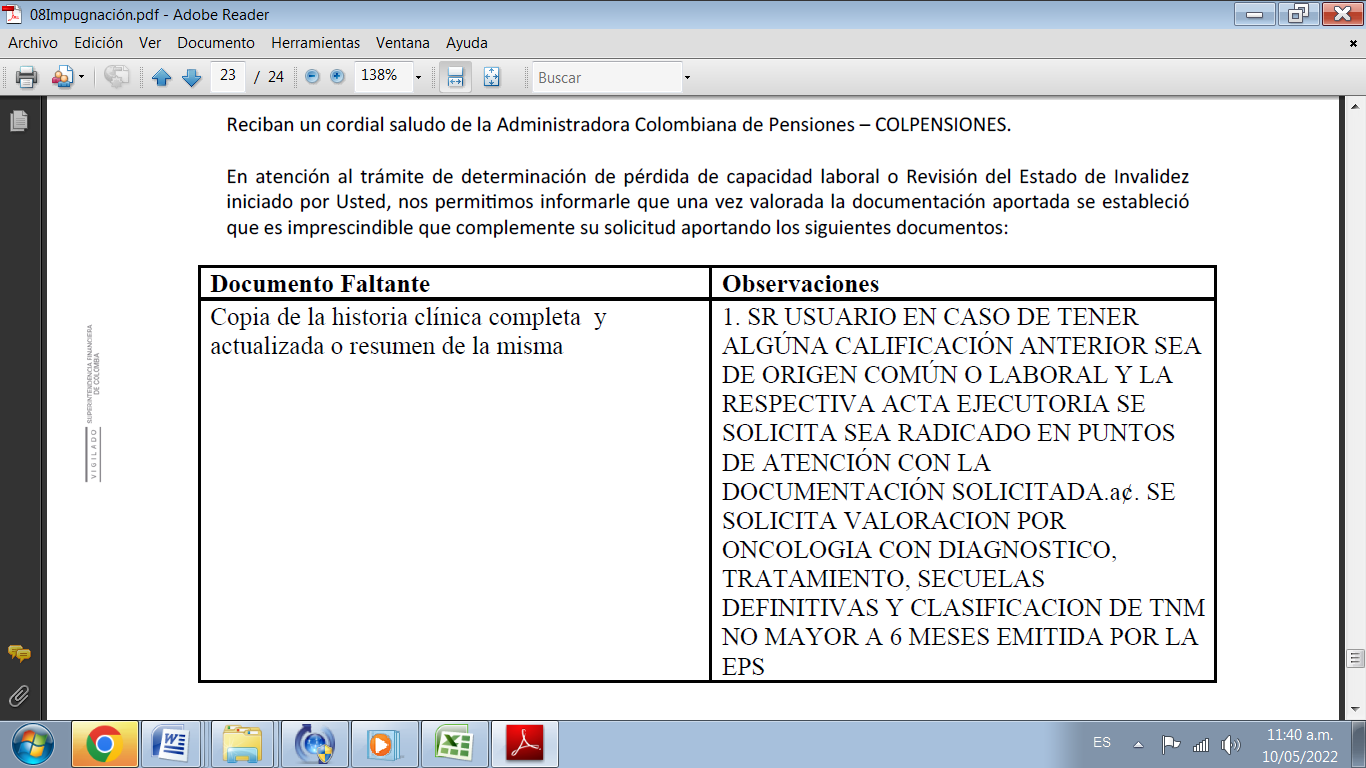 08Impugnación.pdf - Adobe Reader
Archivo Edición Ver Documento Herramientas Ventana Ayuda
23 / 24 138% Buscar
Reciban un cordial saludo de la Administradora Colombiana de Pensiones – COLPENSIONES.
En atención al trámite de determinación de pérdida de capacidad laboral o Revisión del Estado de Invalidez
iniciado por Usted, nos permitimos informarle que una vez valorada la documentación aportada se estableció
que es imprescindible que complemente su solicitud aportando los siguientes documentos:
Documento Faltante
Observaciones
Copia de la historia clínica completa y
actualizada o resumen de la misma
1. SR USUARIO EN CASO DE TENER
ALGÚNA CALIFICACIÓN ANTERIOR SEA
DE ORIGEN COMÚN O LABORAL Y LA
RESPECTIVA ACTA EJECUTORIA SE
SOLICITA SEA RADICADO EN PUNTOS
DE ATENCIÓN CON LA
DOCUMENTACIÓN SOLICITADA.a¢. SE
SOLICITA VALORACION POR
ONCOLOGIA CON DIAGNOSTICO,
TRATAMIENTO, SECUELAS
DEFINITIVAS Y CLASIFICACION DE TNM
NO MAYOR A 6 MESES EMITIDA POR LA
EPS
VIGILADO SUPERINTENDENCIA FINANCIERA
DE COLOMBIA
ES
11:40 a.m.
10/05/2022